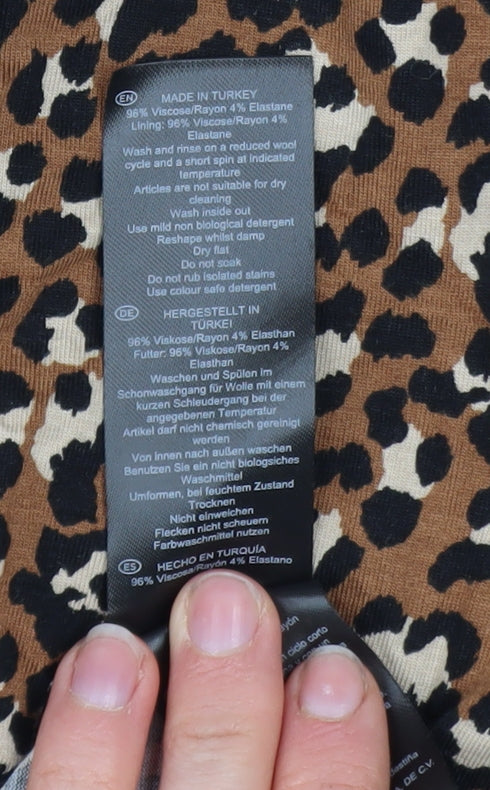 EN MADE IN TURKEY
96% Viscose/Rayon 4% Elastane
Lining: 96% Viscose/Rayon 4%
Elastane
Wash and rinse on a reduced wool
cycle and a short spin at indicated
temperature
Articles are not suitable for dry
cleaning
Wash inside out
Use mild non biological detergent
Reshape whilst damp
Dry flat
Do not soak
Do not rub isolated stains
Use colour safe detergent
DE HERGESTELLT IN
TÜRKEI
96% Viskose/Rayon 4% Elasthan
Futter: 96% Viskose/Rayon 4%
Elasthan
Waschen und Spülen im
Schonwaschgang für Wolle mit einem
kurzen Schleudergang bei der
angegebenen Temperatur
Artikel darf nicht chemisch gereinigt
werden
Von innen nach außen waschen
Benutzen Sie ein nicht biologsiches
Waschmittel
Umformen, bei feuchtem Zustand
Trocknen
Nicht einweichen
Flecken nicht scheuern
Farbwaschmittel nutzen
ES HECHO EN TURQUÍA
96% Viscosa/Rayón 4% Elastano
ciclo corto
A. DE C.V.